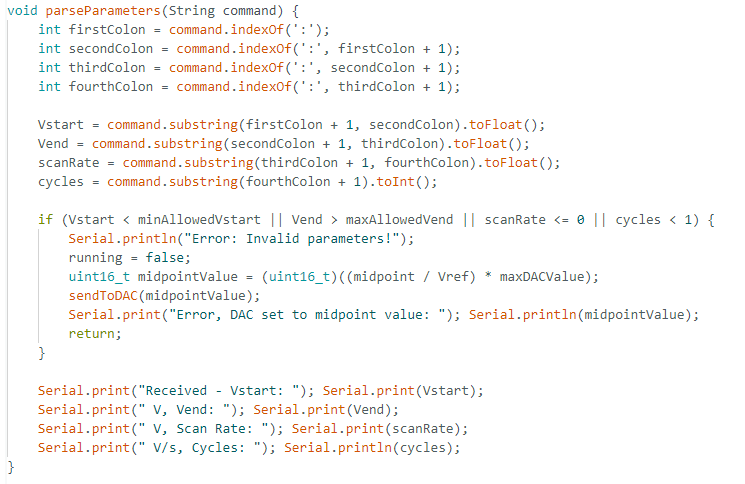 void parseParameters(String command) {
    int firstColon = command.indexOf(':');
    int secondColon = command.indexOf(':', firstColon + 1);
    int thirdColon = command.indexOf(':', secondColon + 1);
    int fourthColon = command.indexOf(':', thirdColon + 1);

    Vstart = command.substring(firstColon + 1, secondColon).toFloat();
    Vend = command.substring(secondColon + 1, thirdColon).toFloat();
    scanRate = command.substring(thirdColon + 1, fourthColon).toFloat();
    cycles = command.substring(fourthColon + 1).toInt();

    if (Vstart < minAllowedVstart || Vend > maxAllowedVend || scanRate <= 0 || cycles < 1) {
        Serial.println("Error: Invalid parameters!");
        running = false;
        uint16_t midpointValue = (uint16_t)((midpoint / Vref) * maxDACValue);
        sendToDAC(midpointValue);
        Serial.print("Error, DAC set to midpoint value: "); Serial.println(midpointValue);
        return;
    }

    Serial.print("Received - Vstart: "); Serial.print(Vstart);
    Serial.print(" V, Vend: "); Serial.print(Vend);
    Serial.print(" V, Scan Rate: "); Serial.print(scanRate);
    Serial.print(" V/s, Cycles: "); Serial.println(cycles);
}